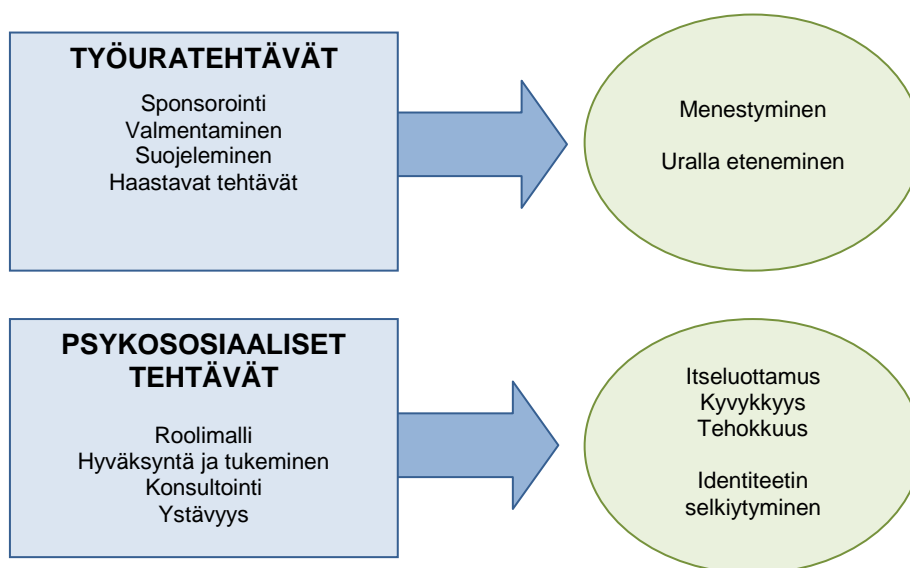 TYÖURATEHTÄVÄT
Sponsorointi
Valmentaminen
Suojeleminen
Haastavat tehtävät
Menestyminen
Uralla eteneminen
PSYKOSOSIAALISET
TEHTÄVÄT
Roolimalli
Hyväksyntä ja tukeminen
Konsultointi
Ystävyys
Itseluottamus
Kyvykkyys
Tehokkuus
Identiteetin
selkiytyminen